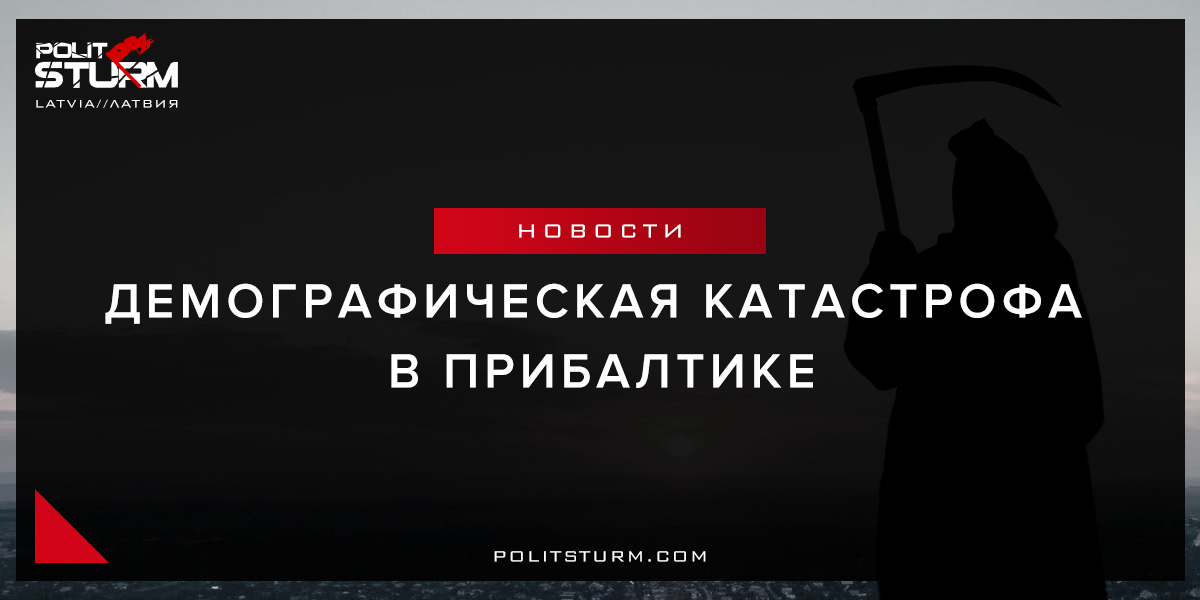 POLIT
STURM
LATVIA//ЛАТВИЯ
НОВОСТИ
ДЕМОГРАФИЧЕСКАЯ КАТАСТРОФА
В ПРИБАЛТИКЕ
POLITSTURM.COM